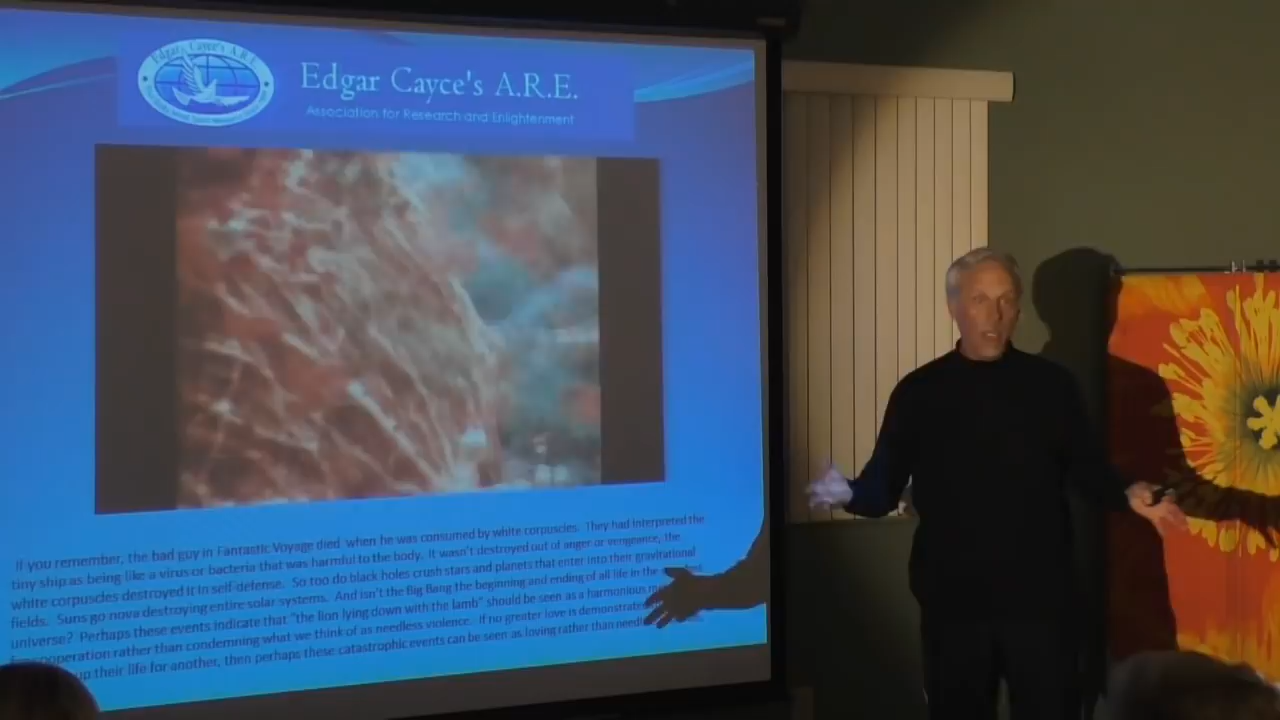 Edgar Cayce's A.R.E.
Edgar Cayce's A.R.E.
Association for Research and Enlightenment
If you remember, the bad guy in Fantastic Voyage died when he was consumed by white corpuscles. They had interpreted the
tiny ship as being like a virus or bacteria that was harmful to the body. It wasn't destroyed out of anger or vengeance, the
white corpuscles destroyed it in self-defense. So too do black holes crush stars and planets that enter into their gravitational
fields. Suns go nova destroying entire solar systems. And isn't the Big Bang the beginning and ending of all life in the
universe? Perhaps these events indicate that "the lion lying down with the lamb" should be seen as a harmonious
cooperation rather than condemning what we think of as needless violence. If no greater love is demonstrated
up their life for another, then perhaps these catastrophic events can be seen as loving rather than